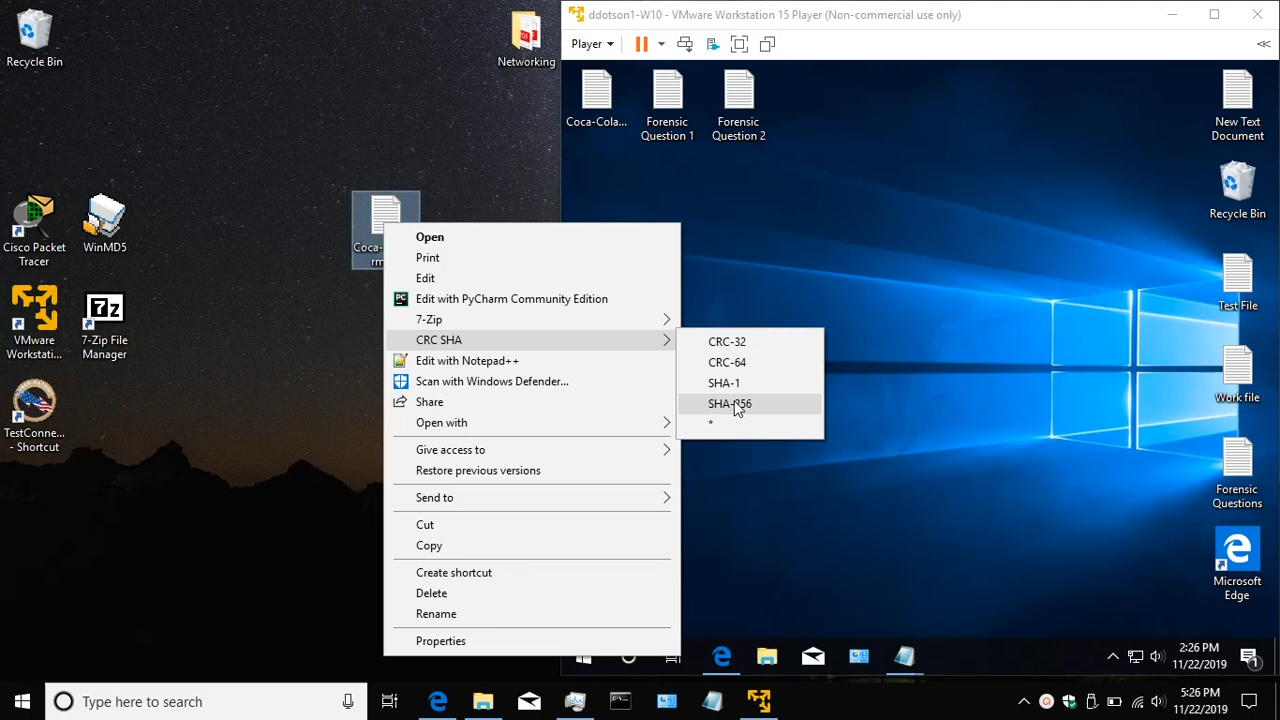 Recycle Bin
Networking
Cisco Packet
Tracer
WinMD5
VMware
Workstati...
7-Zip File
Manager
TestConne...
- Shortcut
Open
Print
Edit
Edit with PyCharm Community Edition
7-Zip
CRC SHA
Edit with Notepad++
Scan with Windows Defender...
Share
Open with
Give access to
Restore previous versions
Send to
Cut
Copy
Create shortcut
Delete
Rename
Properties
CRC-32
CRC-64
SHA-1
SHA-256
*
ddotson1-W10 - VMware Workstation 15 Player (Non-commercial use only)
Player
Coca-Cola...
Forensic
Question 1
Forensic
Question 2
New Text
Document
Recycle Bin
Test File
Work file
Forensic
Questions
Microsoft
Edge
2:26 PM
11/22/2019
1
Type here to search
5:26 PM
11/22/2019